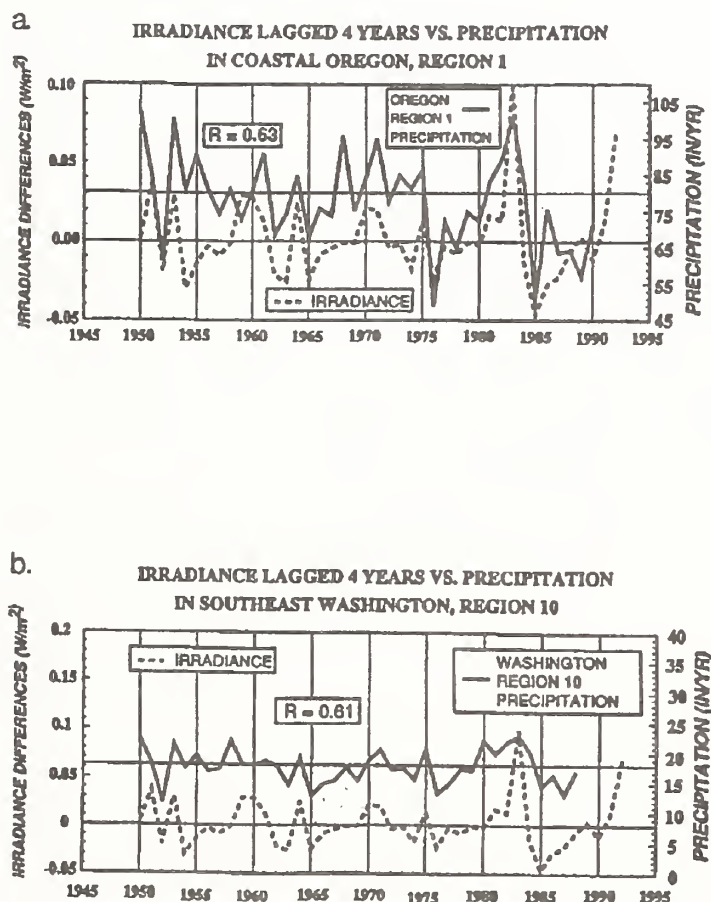 a
IRRADIANCE LAGGED 4 YEARS VS. PRECIPITATION
IN COASTAL OREGON, REGION 1
IRRADIANCE DIFFERENCES (W/m²)
0.10
0.05
0.00
-0.05
R = 0.63
OREGON
REGION 1
PRECIPITATION
IRRADIANCE
105
95
85
75
65
55
45
PRECIPITATION (IN/YR)
1945 1950 1955 1960 1965 1970 1975 1980 1985 1990 1995
b.
IRRADIANCE LAGGED 4 YEARS VS. PRECIPITATION
IN SOUTHEAST WASHINGTON, REGION 10
IRRADIANCE DIFFERENCES (W/m²)
0.2
0.15
0.1
0.05
0
-0.05
IRRADIANCE
R = 0.61
WASHINGTON
REGION 10
PRECIPITATION
40
35
30
25
20
15
10
5
0
PRECIPITATION (IN/YR)
1945 1950 1955 1960 1965 1970 1975 1980 1985 1990 1995